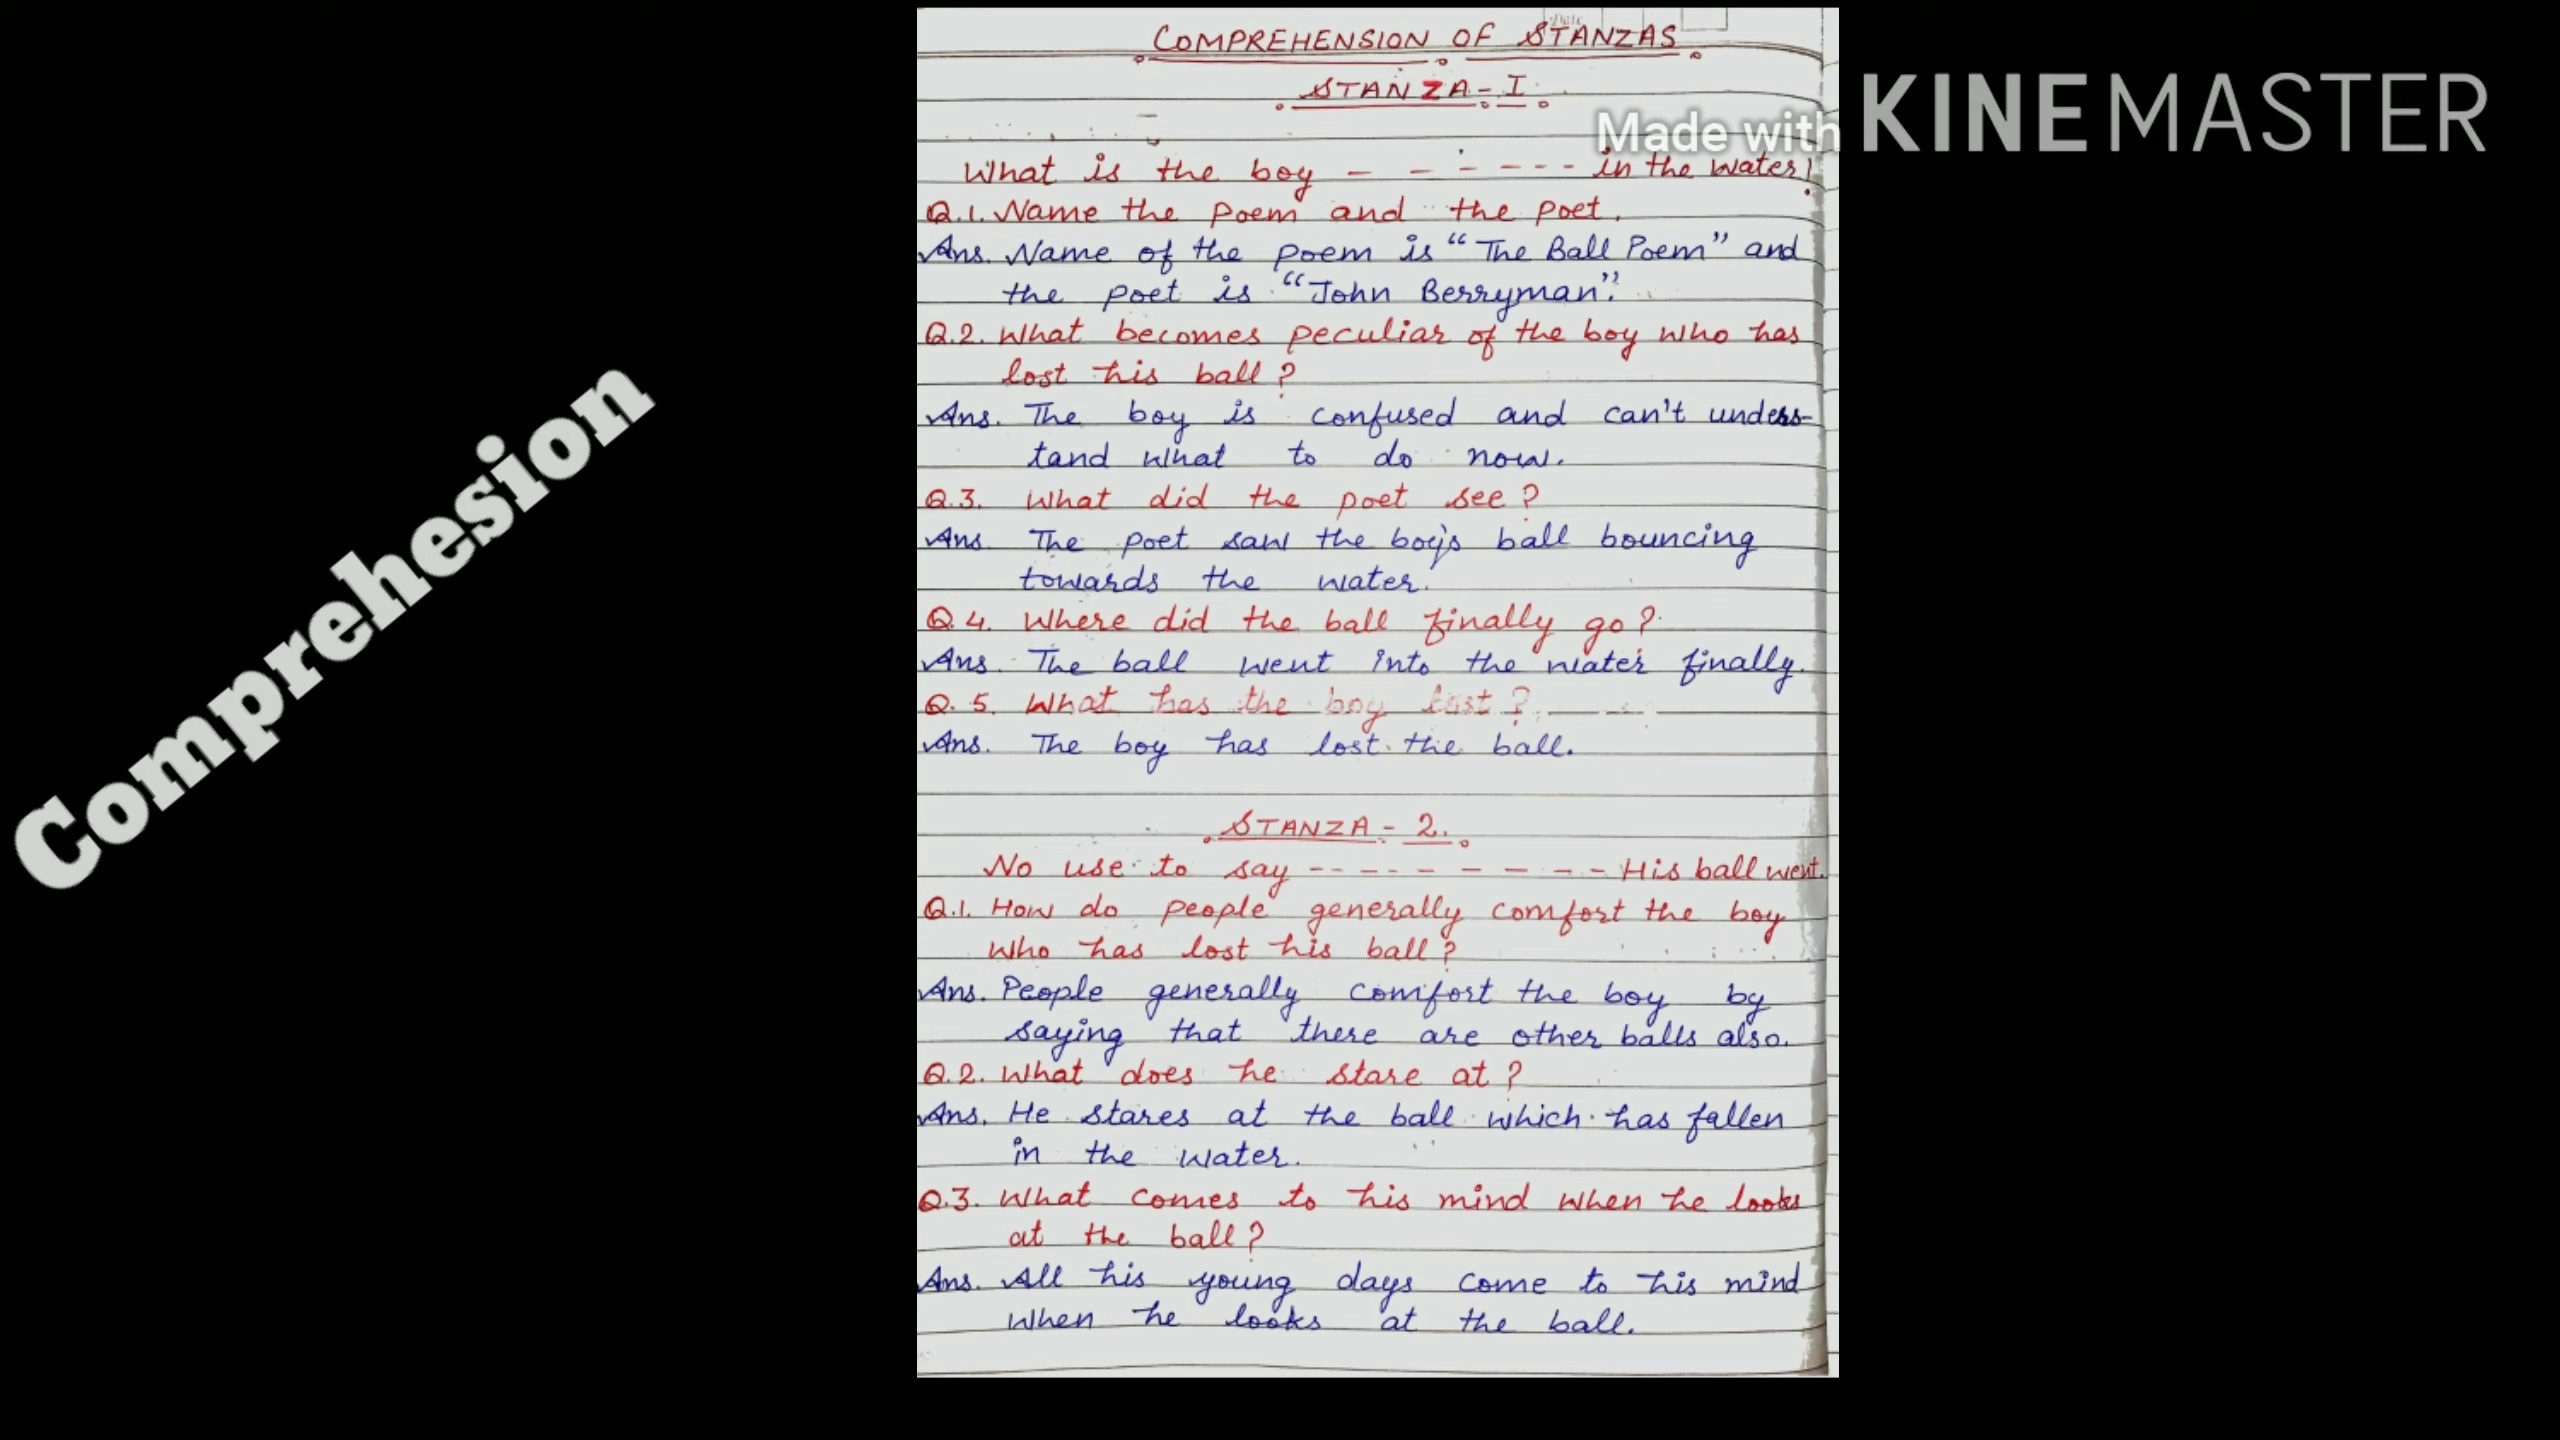 Comprehesion
Made with KINEMASTER
Date
COMPREHENSION OF STANZAS
STANZA - I
What is the boy - - - - - - in the water!
Q.1. Name the poem and the poet.
Ans. Name of the poem is “The Ball Poem” and
the poet is “John Berryman”.
Q.2. What becomes peculiar of the boy who has
lost his ball?
Ans. The boy is confused and can't unders-
tand what to do now.
Q.3. What did the poet see?
Ans. The poet saw the boy's ball bouncing
towards the water.
Q.4. Where did the ball finally go?
Ans. The ball went into the water finally.
Q.5. What has the boy lost?
Ans. The boy has lost the ball.
STANZA - 2.
No use to say - - - - - - - - - His ball went.
Q.1. How do people generally comfort the boy
who has lost his ball?
Ans. People generally comfort the boy by
saying that there are other balls also.
Q.2. What does he stare at?
Ans. He stares at the ball which has fallen
in the water.
Q.3. What comes to his mind when he looks
at the ball?
Ans. All his young days come to his mind
when he looks at the ball.